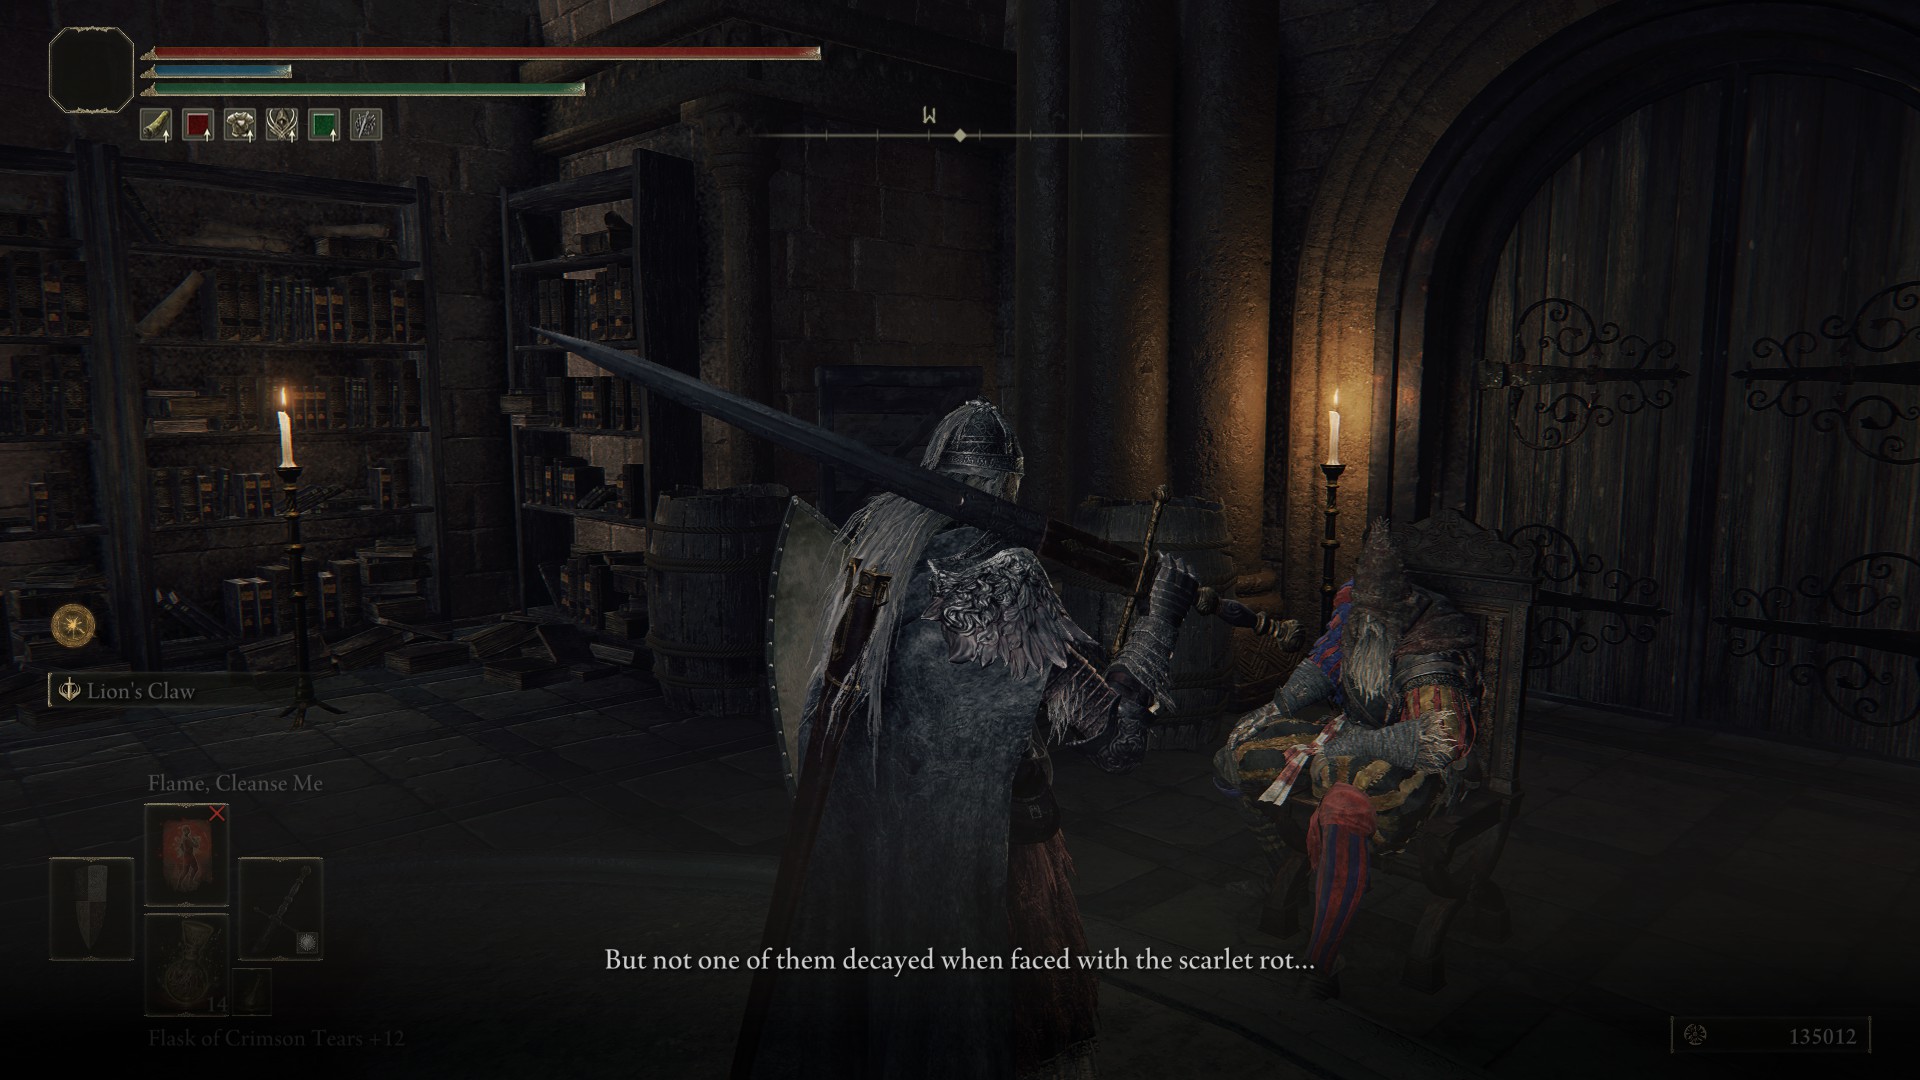 W
Lion's Claw
Flame, Cleanse Me
14
Flask of Crimson Tears +12
But not one of them decayed when faced with the scarlet rot...
135012